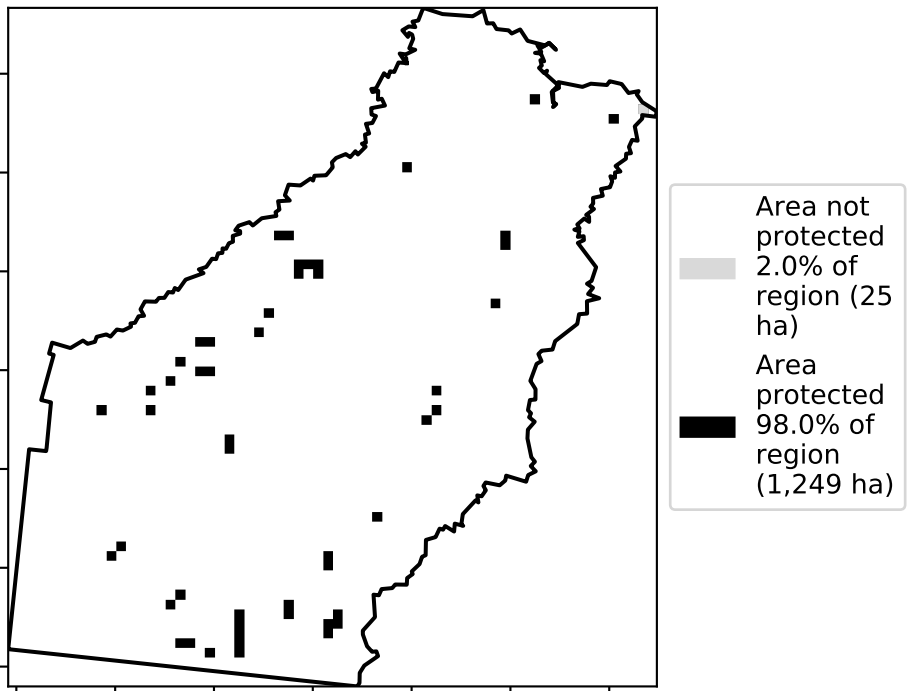 Area not
protected
2.0% of
region (25
ha)
Area
protected
98.0% of
region
(1,249 ha)